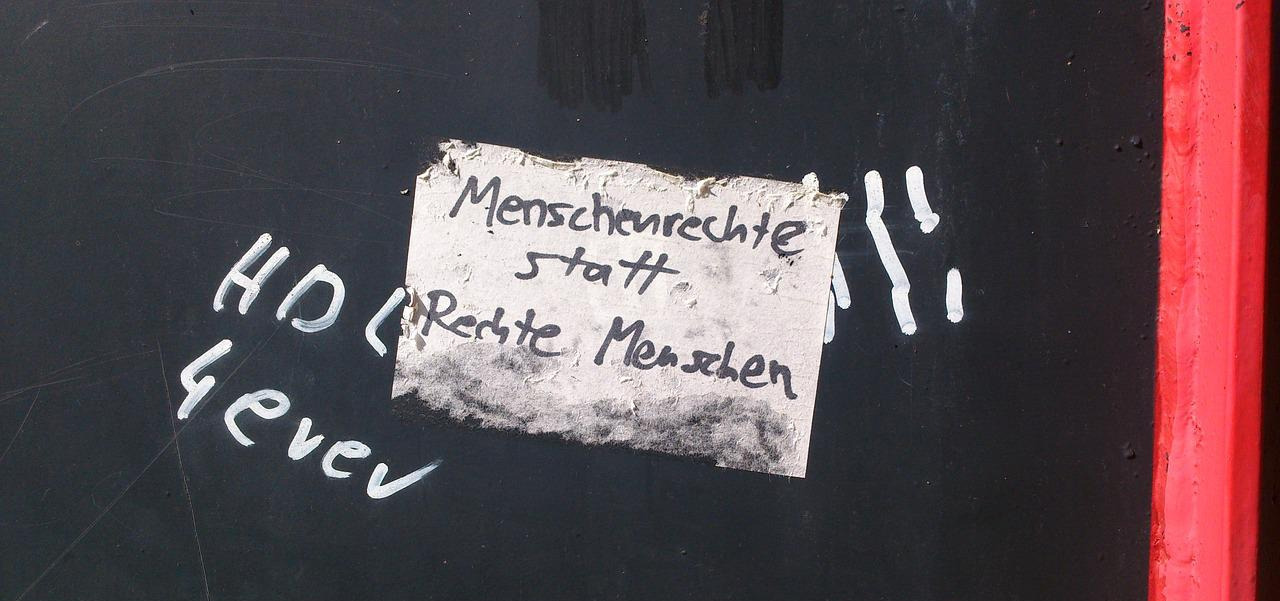 Menschenrechte
statt
Rechte Menschen
HDL
4ever